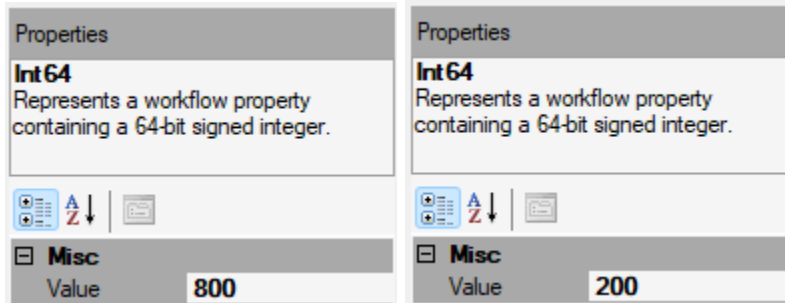 Properties
Int64
Represents a workflow property
containing a 64-bit signed integer.
A
Z
Misc
Value 800
Properties
Int64
Represents a workflow property
containing a 64-bit signed integer.
A
Z
Misc
Value 200